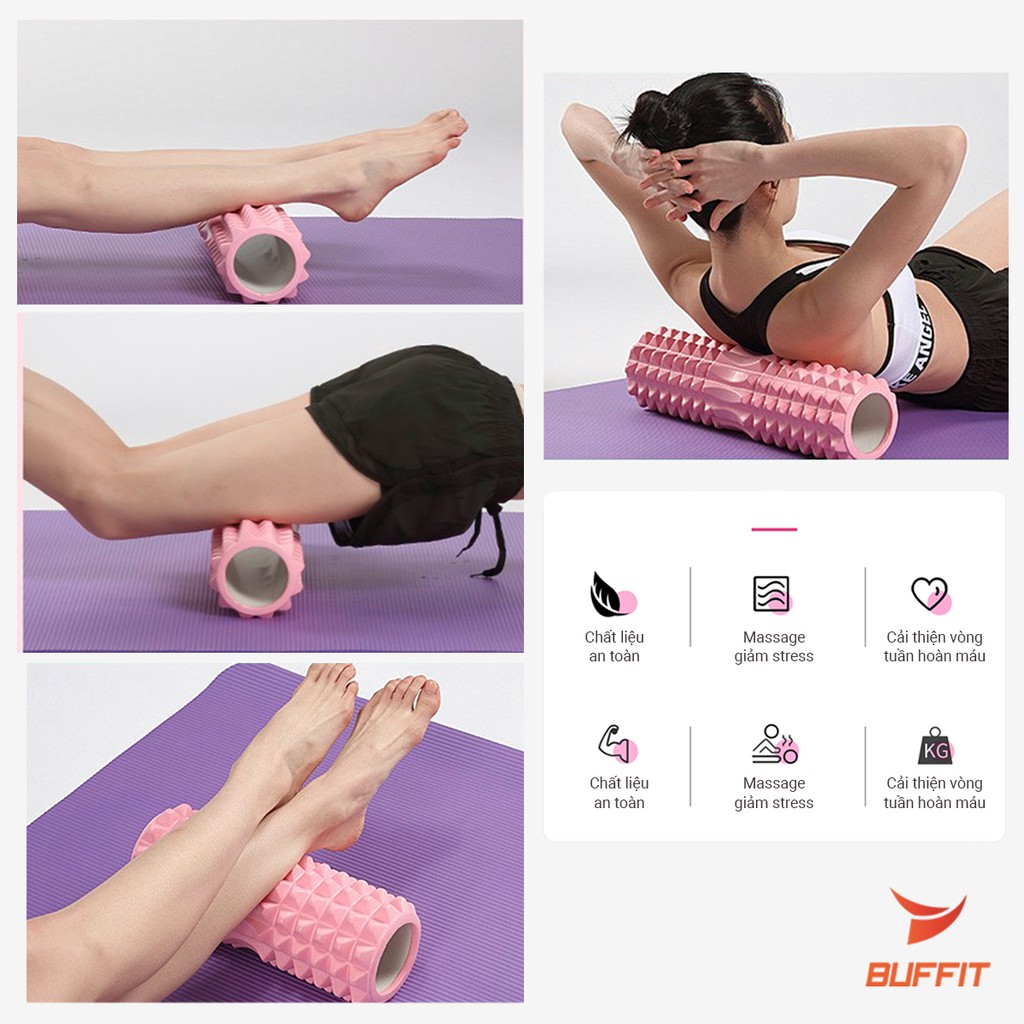 ANGEL
Chất liệu
an toàn
Massage
giảm stress
Cải thiện vòng
tuần hoàn máu
Chất liệu
an toàn
Massage
giảm stress
KG
Cải thiện vòng
tuần hoàn máu
BUFFIT